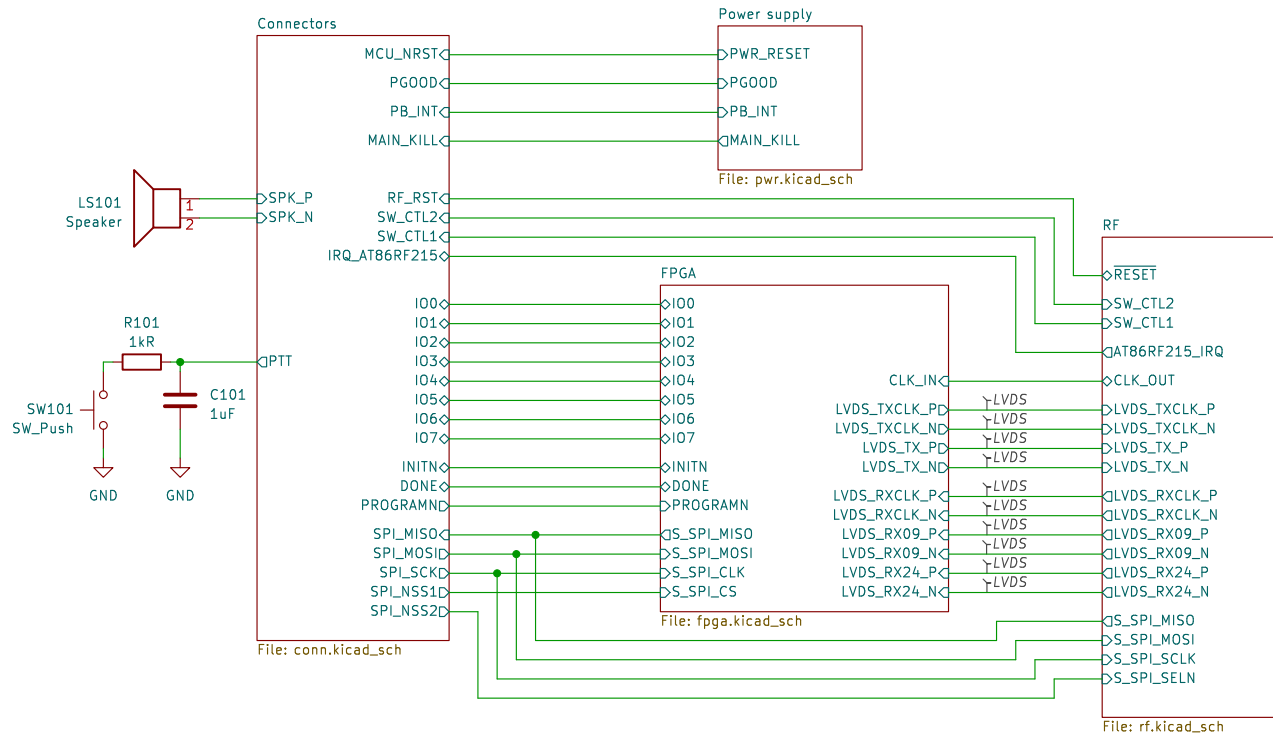 Power supply
PWR_RESET
PGOOD
PB_INT
MAIN_KILL
File: pwr.kicad_sch
Connectors
MCU_NRST
PGOOD
PB_INT
MAIN_KILL
SPK_P
SPK_N
RF_RST
SW_CTL2
SW_CTL1
IRQ_AT86RF215
IO0
IO1
IO2
IO3
PTT
IO4
IO5
IO6
IO7
INITN
DONE
PROGRAMN
SPI_MISO
SPI_MOSI
SPI_SCK
SPI_NSS1
SPI_NSS2
File: conn.kicad_sch
LS101
Speaker
1
2
R101
1kR
C101
1uF
SW101
SW_Push
GND
GND
FPGA
IO0
IO1
IO2
IO3
IO4
IO5
IO6
IO7
INITN
DONE
PROGRAMN
S_SPI_MISO
S_SPI_MOSI
S_SPI_CLK
S_SPI_CS
CLK_IN
LVDS_TXCLK_P
LVDS_TXCLK_N
LVDS_TX_P
LVDS_TX_N
LVDS_RXCLK_P
LVDS_RXCLK_N
LVDS_RX09_P
LVDS_RX09_N
LVDS_RX24_P
LVDS_RX24_N
File: fpga.kicad_sch
LVDS
LVDS
LVDS
LVDS
LVDS
LVDS
LVDS
LVDS
LVDS
LVDS
RF
RESET
SW_CTL2
SW_CTL1
AT86RF215_IRQ
CLK_OUT
LVDS_TXCLK_P
LVDS_TXCLK_N
LVDS_TX_P
LVDS_TX_N
LVDS_RXCLK_P
LVDS_RXCLK_N
LVDS_RX09_P
LVDS_RX09_N
LVDS_RX24_P
LVDS_RX24_N
S_SPI_MISO
S_SPI_MOSI
S_SPI_SCLK
S_SPI_SELN
File: rf.kicad_sch